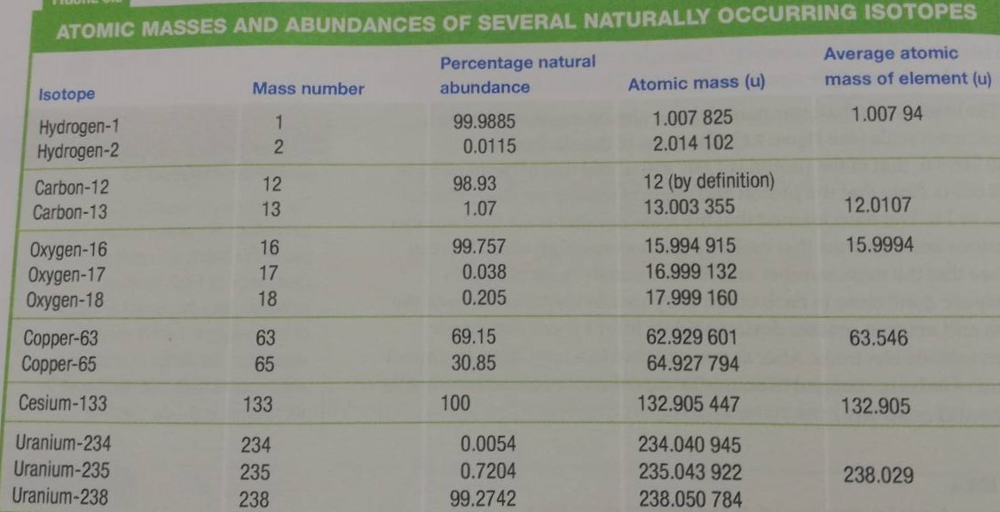 ATOMIC MASSES AND ABUNDANCES OF SEVERAL NATURALLY OCCURRING ISOTOPES
Isotope Mass number Percentage natural abundance Atomic mass (u) Average atomic mass of element (u)
Hydrogen-1 1 99.9885 1.007 825 1.007 94
Hydrogen-2 2 0.0115 2.014 102
Carbon-12 12 98.93 12 (by definition)
Carbon-13 13 1.07 13.003 355 12.0107
Oxygen-16 16 99.757 15.994 915 15.9994
Oxygen-17 17 0.038 16.999 132
Oxygen-18 18 0.205 17.999 160
Copper-63 63 69.15 62.929 601 63.546
Copper-65 65 30.85 64.927 794
Cesium-133 133 100 132.905 447 132.905
Uranium-234 234 0.0054 234.040 945
Uranium-235 235 0.7204 235.043 922 238.029
Uranium-238 238 99.2742 238.050 784